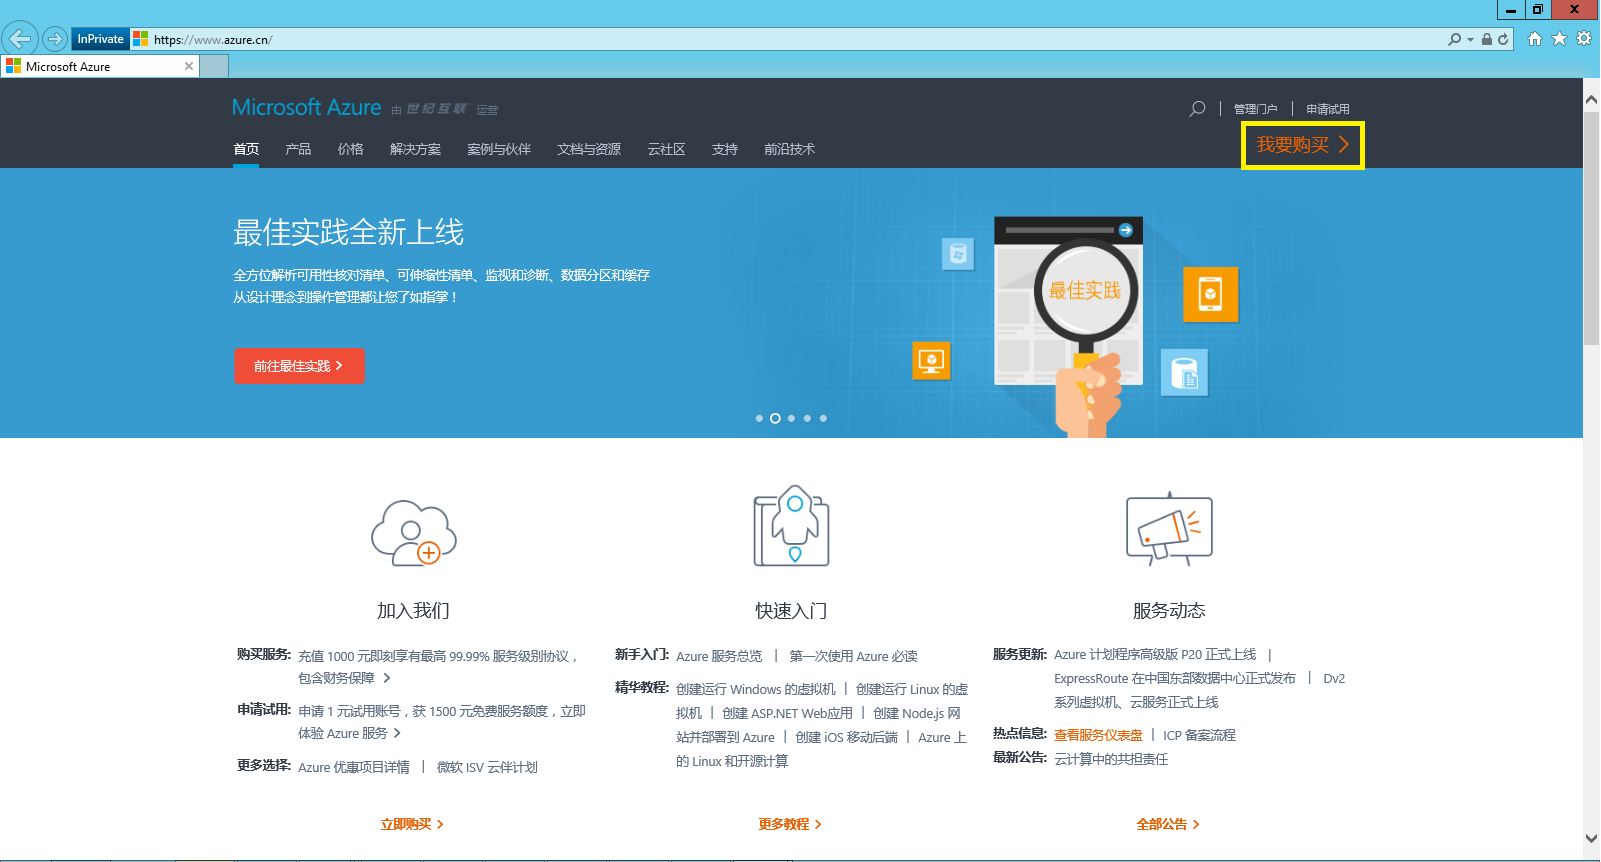 InPrivate
https://www.azure.cn/
Microsoft Azure
Microsoft Azure 由 世纪互联 运营
管理门户 | 申请试用
首页 产品 价格 解决方案 案例与伙伴 文档与资源 云社区 支持 前沿技术
我要购买
最佳实践全新上线
全方位解析可用性核对清单、可伸缩性清单、监视和诊断、数据分区和缓存
从设计理念到操作管理都让您了如指掌！
前往最佳实践
最佳实践
加入我们
购买服务: 充值 1000 元即刻享有最高 99.99% 服务级别协议，
包含财务保障
申请试用: 申请 1 元试用账号，获 1500 元免费服务额度，立即
体验 Azure 服务
更多选择: Azure 优惠项目详情 | 微软 ISV 云伴计划
立即购买
快速入门
新手入门: Azure 服务总览 | 第一次使用 Azure 必读
精华教程: 创建运行 Windows 的虚拟机 | 创建运行 Linux 的虚
拟机 | 创建 ASP.NET Web应用 | 创建 Node.js 网
站并部署到 Azure | 创建 iOS 移动后端 | Azure 上
的 Linux 和开源计算
更多教程
服务动态
服务更新: Azure 计划程序高级版 P20 正式上线 |
ExpressRoute 在中国东部数据中心正式发布 | Dv2
系列虚拟机、云服务正式上线
热点信息: 查看服务仪表盘 | ICP 备案流程
最新公告: 云计算中的共担责任
全部公告